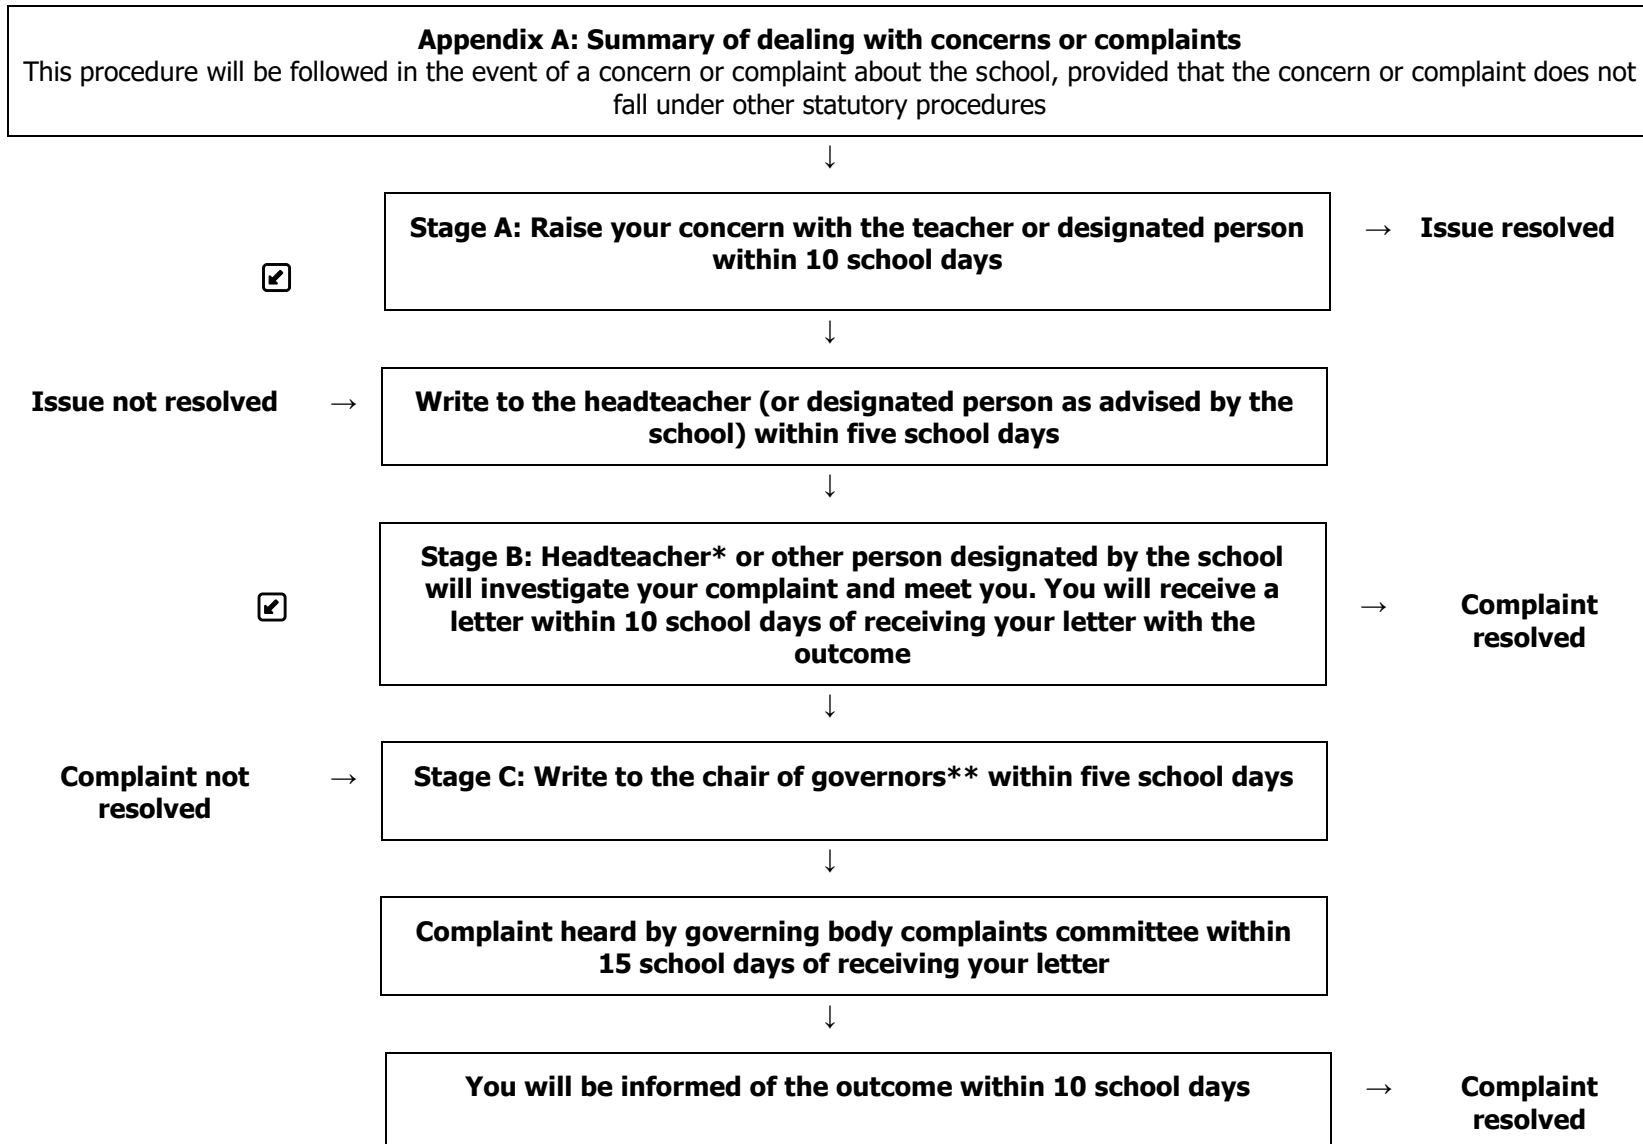 Appendix A: Summary of dealing with concerns or complaints
This procedure will be followed in the event of a concern or complaint about the school, provided that the concern or complaint does not
fall under other statutory procedures
↓
Stage A: Raise your concern with the teacher or designated person
within 10 school days
→ Issue resolved
↓
Issue not resolved →
Write to the headteacher (or designated person as advised by the
school) within five school days
↓
Stage B: Headteacher* or other person designated by the school
will investigate your complaint and meet you. You will receive a
letter within 10 school days of receiving your letter with the
outcome
→ Complaint
resolved
↓
Complaint not →
resolved
Stage C: Write to the chair of governors** within five school days
↓
Complaint heard by governing body complaints committee within
15 school days of receiving your letter
↓
You will be informed of the outcome within 10 school days
→ Complaint
resolved